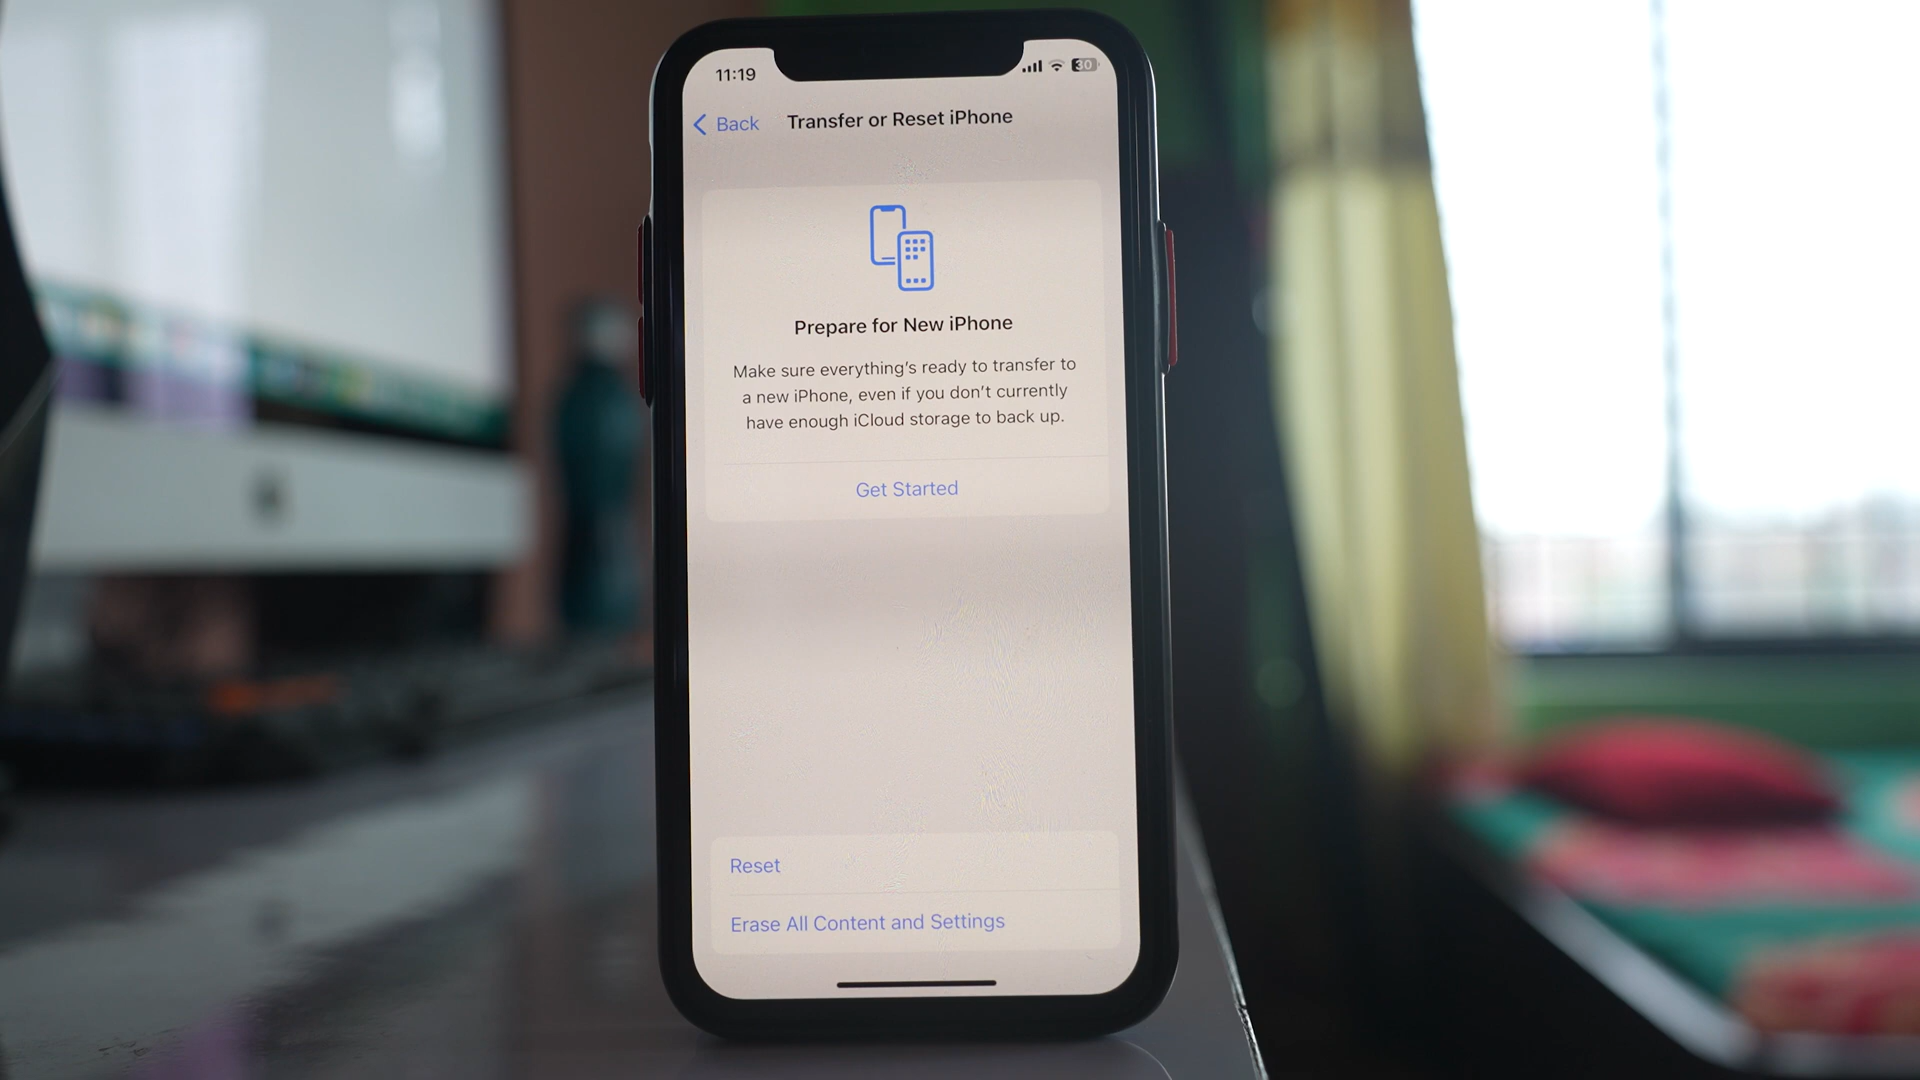 11:19
30
Back
Transfer or Reset iPhone
Prepare for New iPhone
Make sure everything's ready to transfer to
a new iPhone, even if you don't currently
have enough iCloud storage to back up.
Get Started
Reset
Erase All Content and Settings